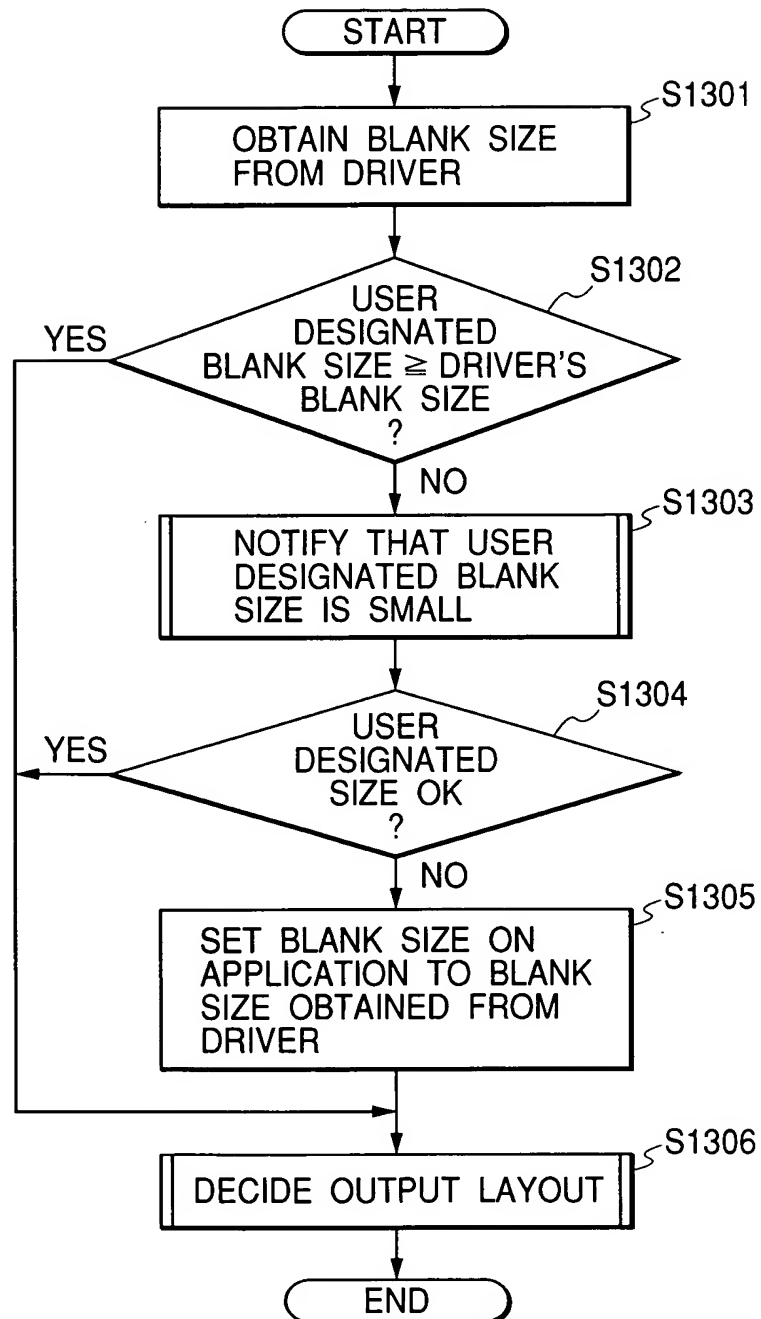 START
S1301
OBTAIN BLANK SIZE
FROM DRIVER
S1302
USER
DESIGNATED
BLANK SIZE ≧ DRIVER'S
BLANK SIZE
?
YES
NO
S1303
NOTIFY THAT USER
DESIGNATED BLANK
SIZE IS SMALL
S1304
USER
DESIGNATED
SIZE OK
?
YES
NO
S1305
SET BLANK SIZE ON
APPLICATION TO BLANK
SIZE OBTAINED FROM
DRIVER
S1306
DECIDE OUTPUT LAYOUT
END